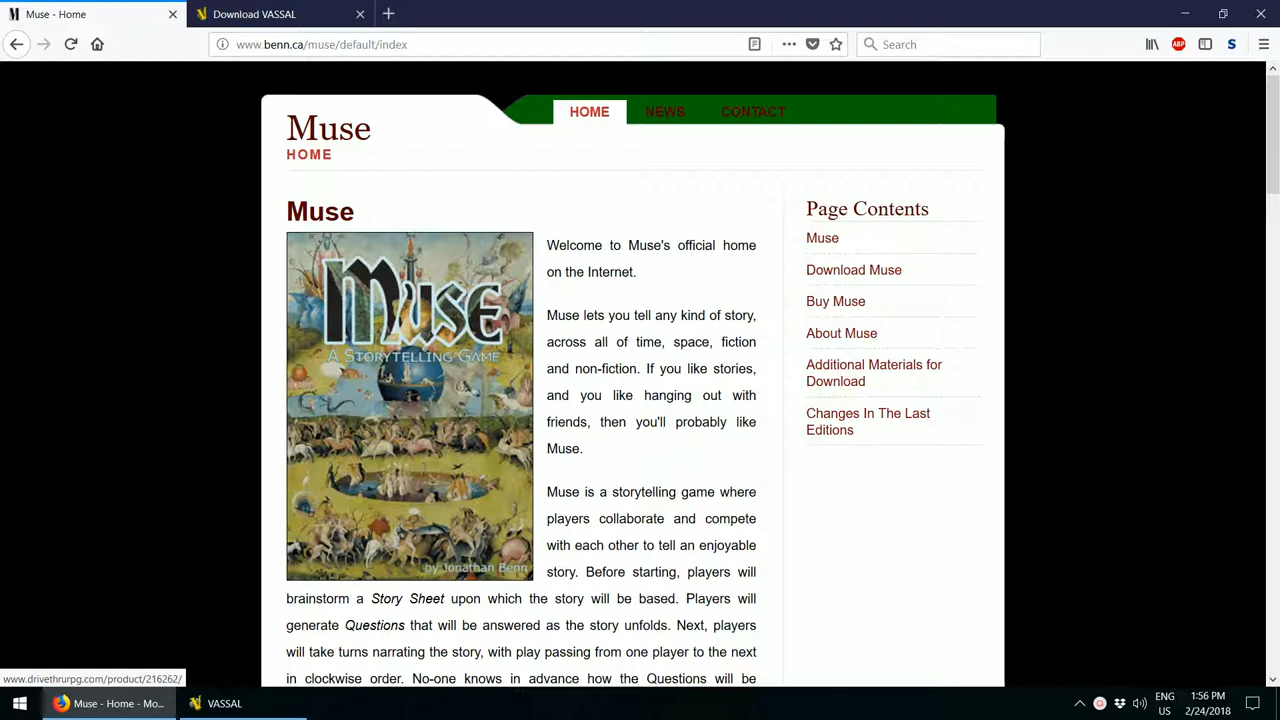 Muse - Home
Download VASSAL
www.benn.ca/muse/default/index
Search
ABP
S
Muse
HOME
HOME
NEWS
CONTACT
Muse
MUSE
A STORYTELLING GAME
by Jonathan Benn
Welcome to Muse's official home
on the Internet.
Muse lets you tell any kind of story,
across all of time, space, fiction
and non-fiction. If you like stories,
and you like hanging out with
friends, then you'll probably like
Muse.
Muse is a storytelling game where
players collaborate and compete
with each other to tell an enjoyable
story. Before starting, players will
brainstorm a Story Sheet upon which the story will be based. Players will
generate Questions that will be answered as the story unfolds. Next, players
will take turns narrating the story, with play passing from one player to the next
in clockwise order. No-one knows in advance how the Questions will be
Page Contents
Muse
Download Muse
Buy Muse
About Muse
Additional Materials for
Download
Changes In The Last
Editions
www.drivethrurpg.com/product/216262/
Muse - Home - Mo...
VASSAL
ENG
US
1:56 PM
2/24/2018